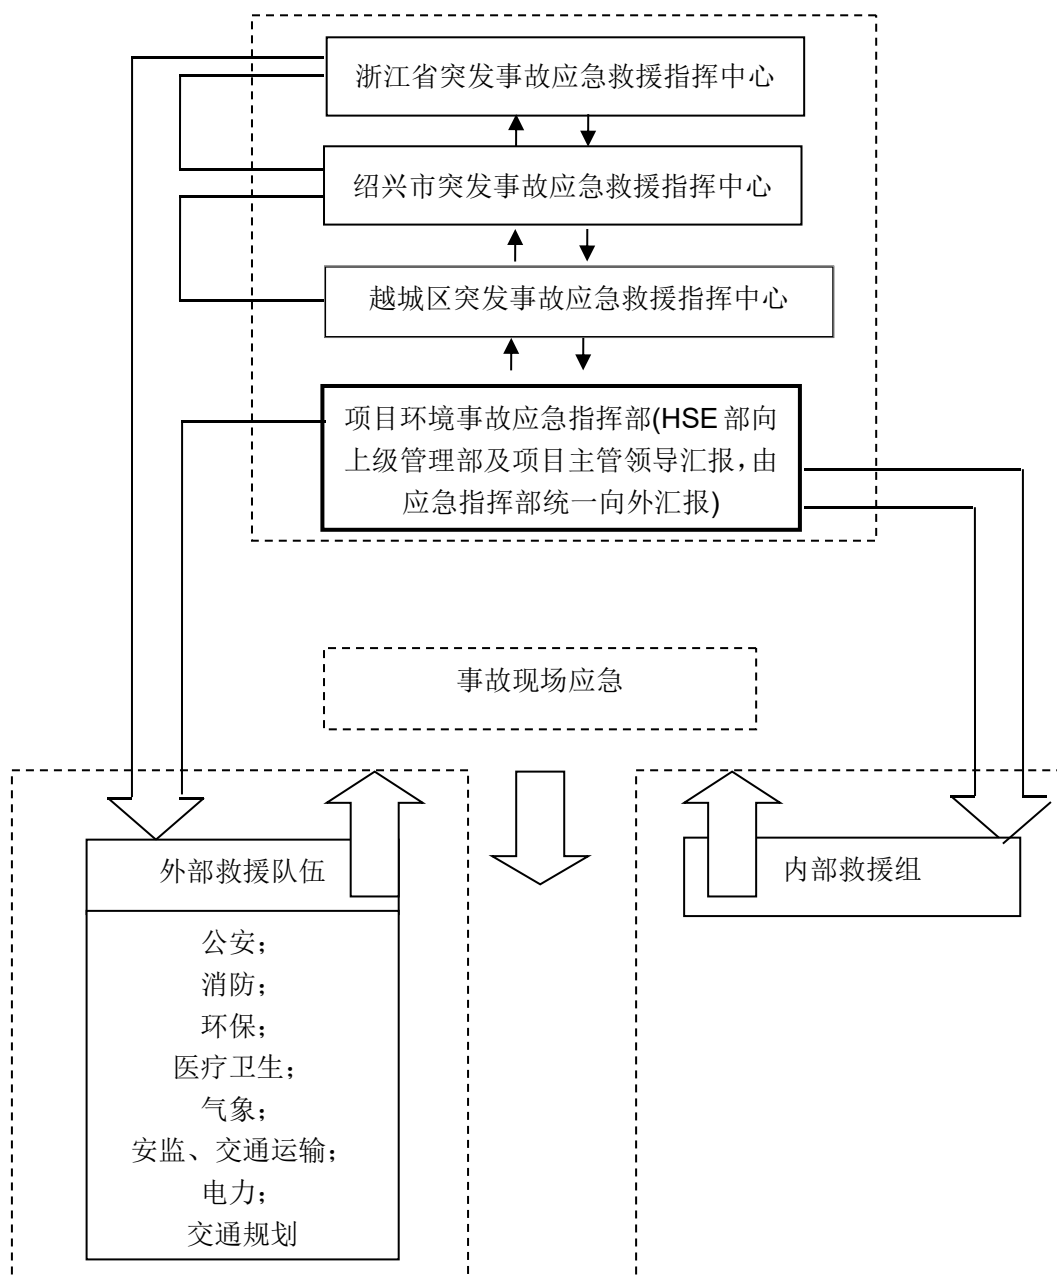 浙江省突发事故应急救援指挥中心
绍兴市突发事故应急救援指挥中心
越城区突发事故应急救援指挥中心
项目环境事故应急指挥部(HSE 部向
上级管理部及项目主管领导汇报，由
应急指挥部统一向外汇报)
事故现场应急
外部救援队伍
内部救援组
公安；
消防；
环保；
医疗卫生；
气象；
安监、交通运输；
电力；
交通规划